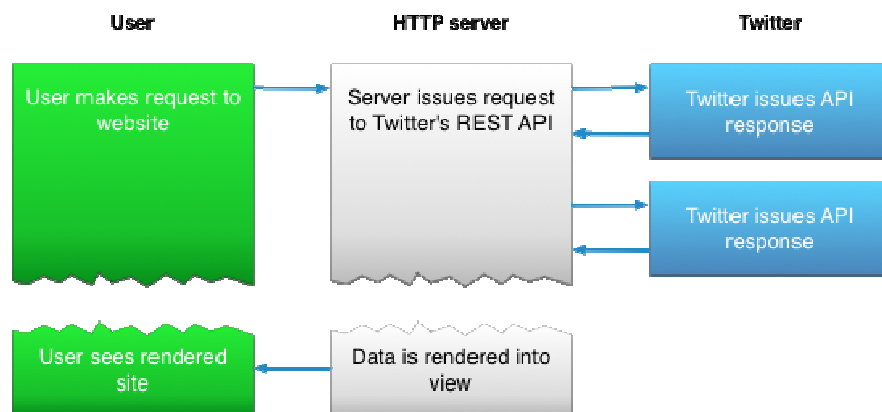 User
HTTP server
Twitter
User makes request to
website
Server issues request
to Twitter's REST API
Twitter issues API
response
Twitter issues API
response
User sees rendered
site
Data is rendered into
view